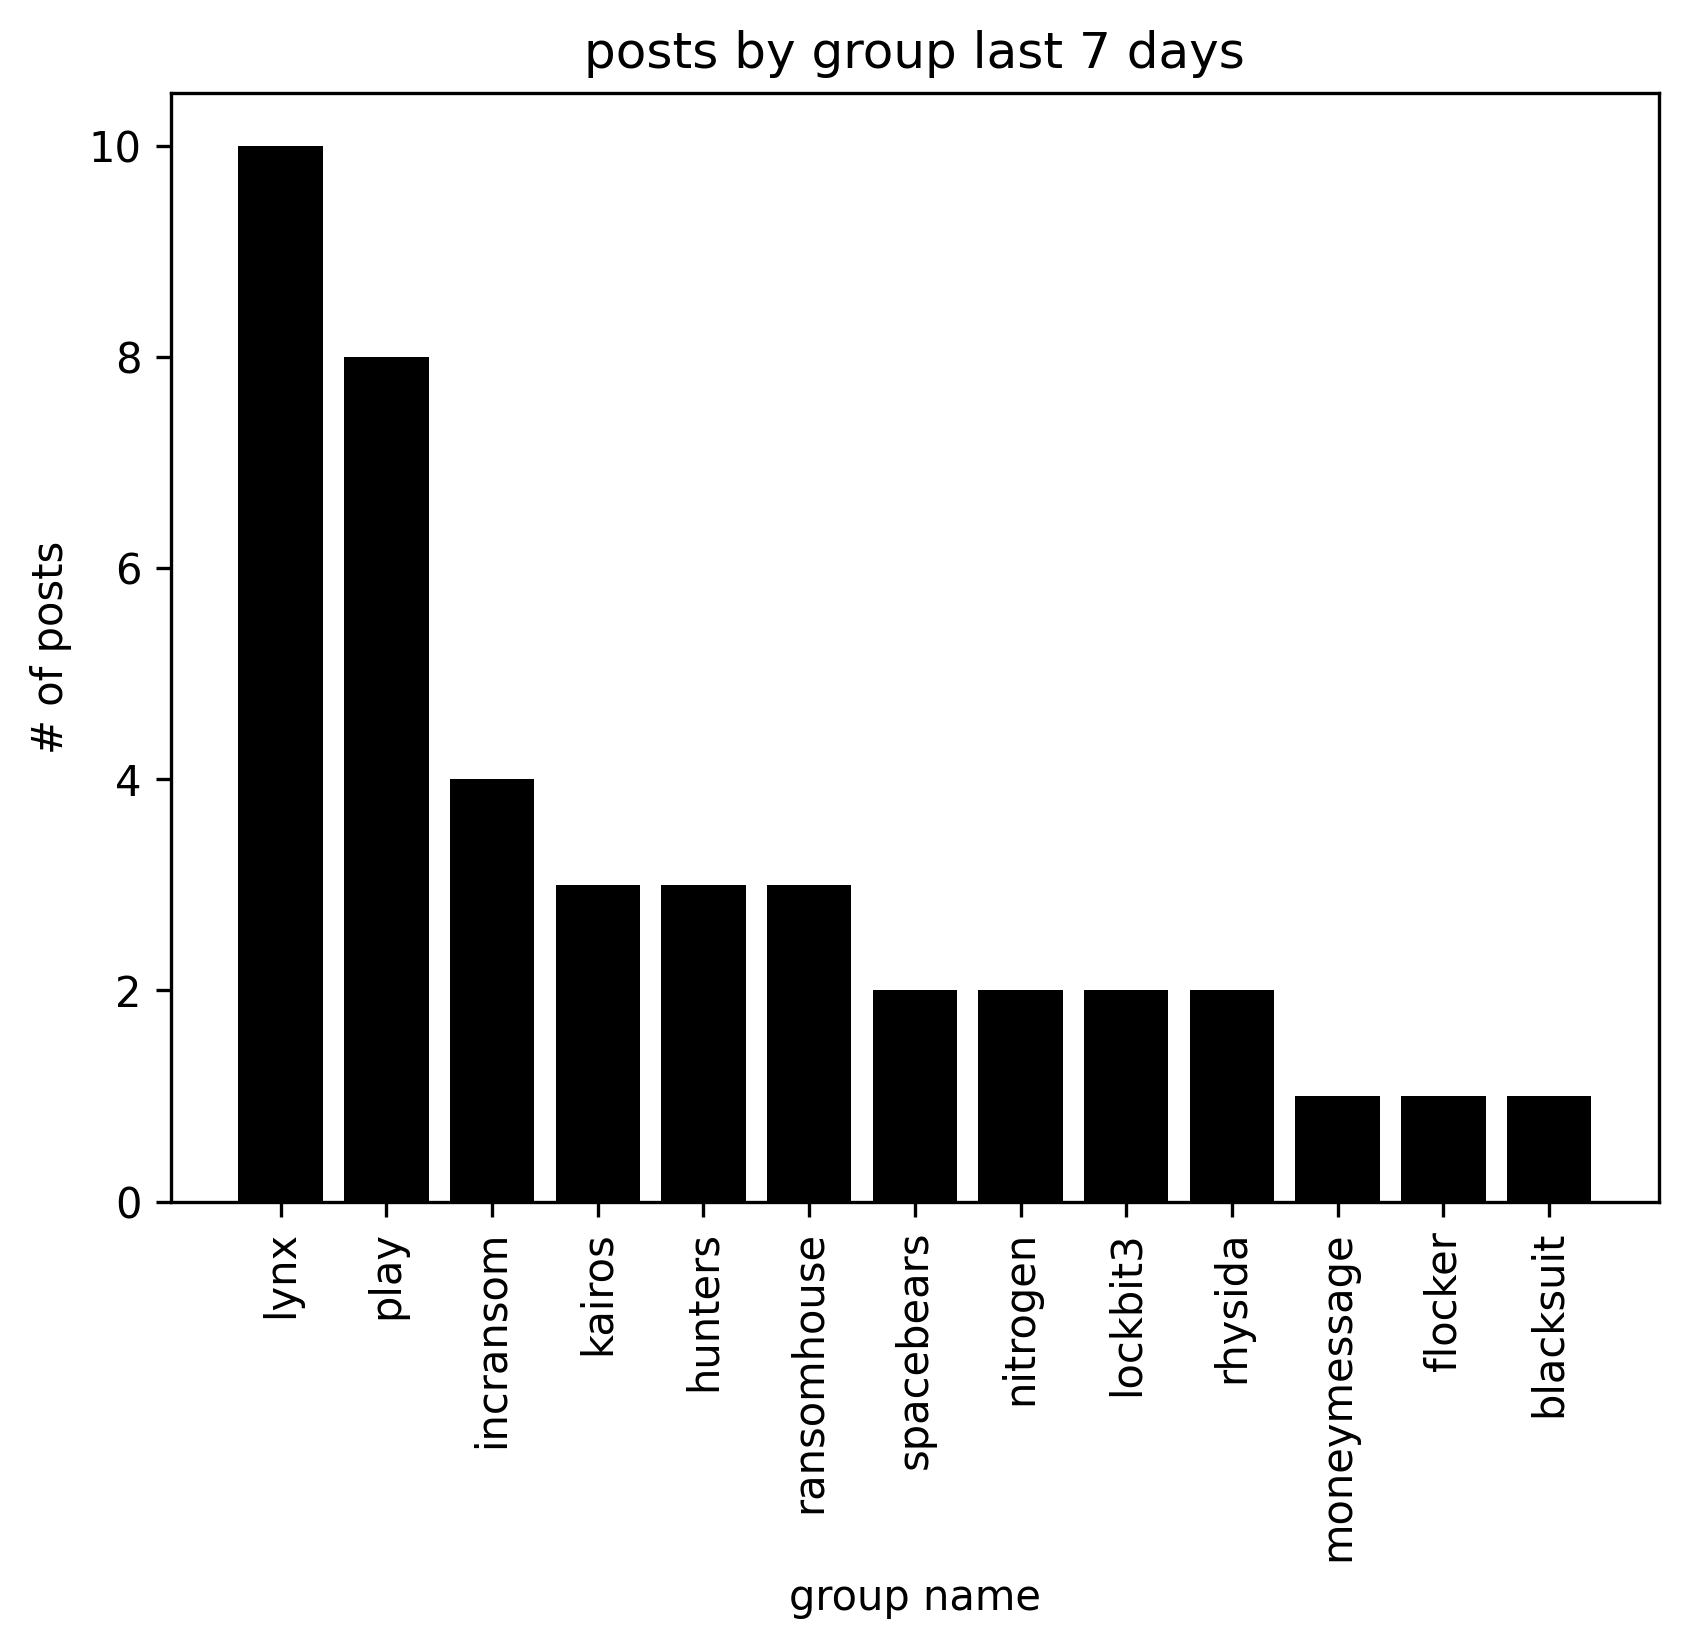 posts by group last 7 days
10
8
6
4
2
0
# of posts
lynx
play
incransom
kairos
hunters
ransomhouse
spacebears
nitrogen
lockbit3
rhysida
moneymessage
flocker
blacksuit
group name